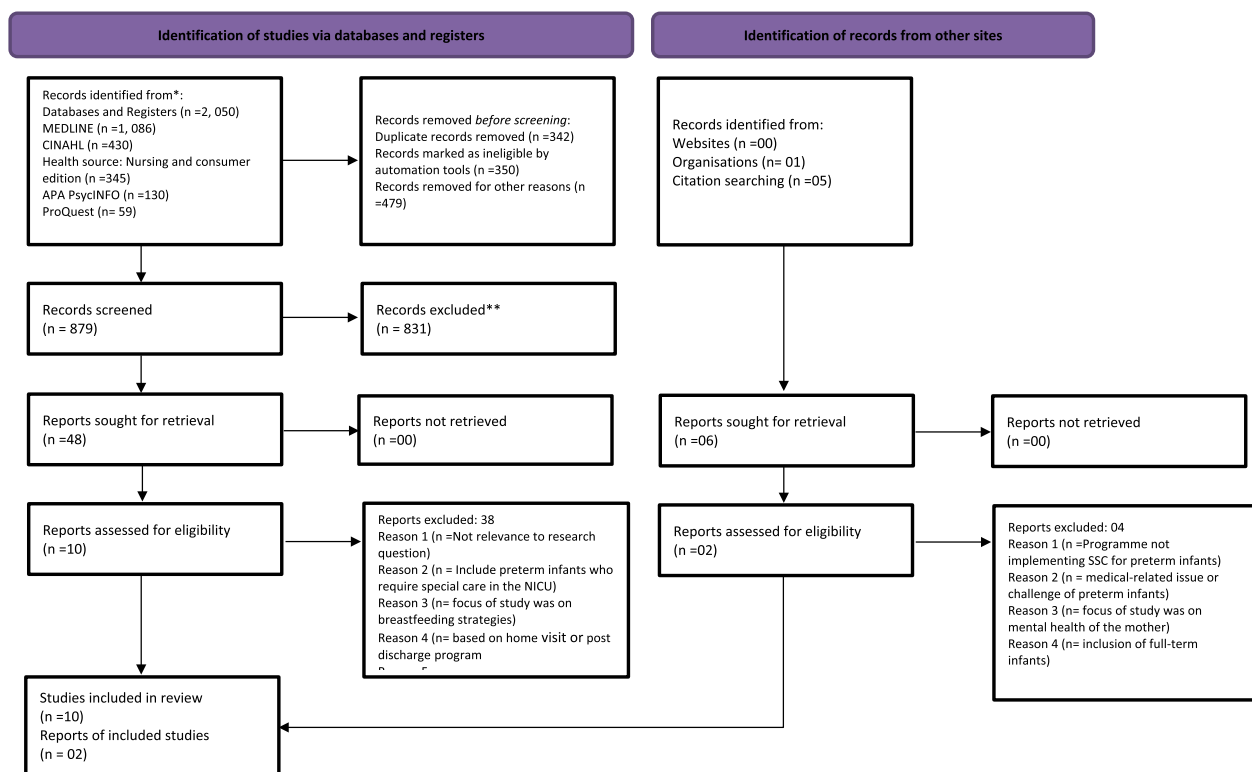 Identification of studies via databases and registers
Identification of records from other sites
Records identified from*:
Databases and Registers (n =2, 050)
MEDLINE (n =1, 086)
CINAHL (n =430)
Health source: Nursing and consumer
edition (n =345)
APA PsycINFO (n =130)
ProQuest (n= 59)
Records removed before screening:
Duplicate records removed (n =342)
Records marked as ineligible by
automation tools (n =350)
Records removed for other reasons (n
=479)
Records identified from:
Websites (n =00)
Organisations (n= 01)
Citation searching (n =05)
Records screened
(n = 879)
Records excluded**
(n = 831)
Reports sought for retrieval
(n =48)
Reports not retrieved
(n =00)
Reports sought for retrieval
(n =06)
Reports not retrieved
(n =00)
Reports assessed for eligibility
(n =10)
Reports excluded: 38
Reason 1 (n =Not relevance to research
question)
Reason 2 (n = Include preterm infants who
require special care in the NICU)
Reason 3 (n= focus of study was on
breastfeeding strategies)
Reason 4 (n= based on home visit or post
discharge program
Reports assessed for eligibility
(n =02)
Reports excluded: 04
Reason 1 (n =Programme not
implementing SSC for preterm infants)
Reason 2 (n = medical-related issue or
challenge of preterm infants)
Reason 3 (n= focus of study was on
mental health of the mother)
Reason 4 (n= inclusion of full-term
infants)
Studies included in review
(n =10)
Reports of included studies
(n = 02)